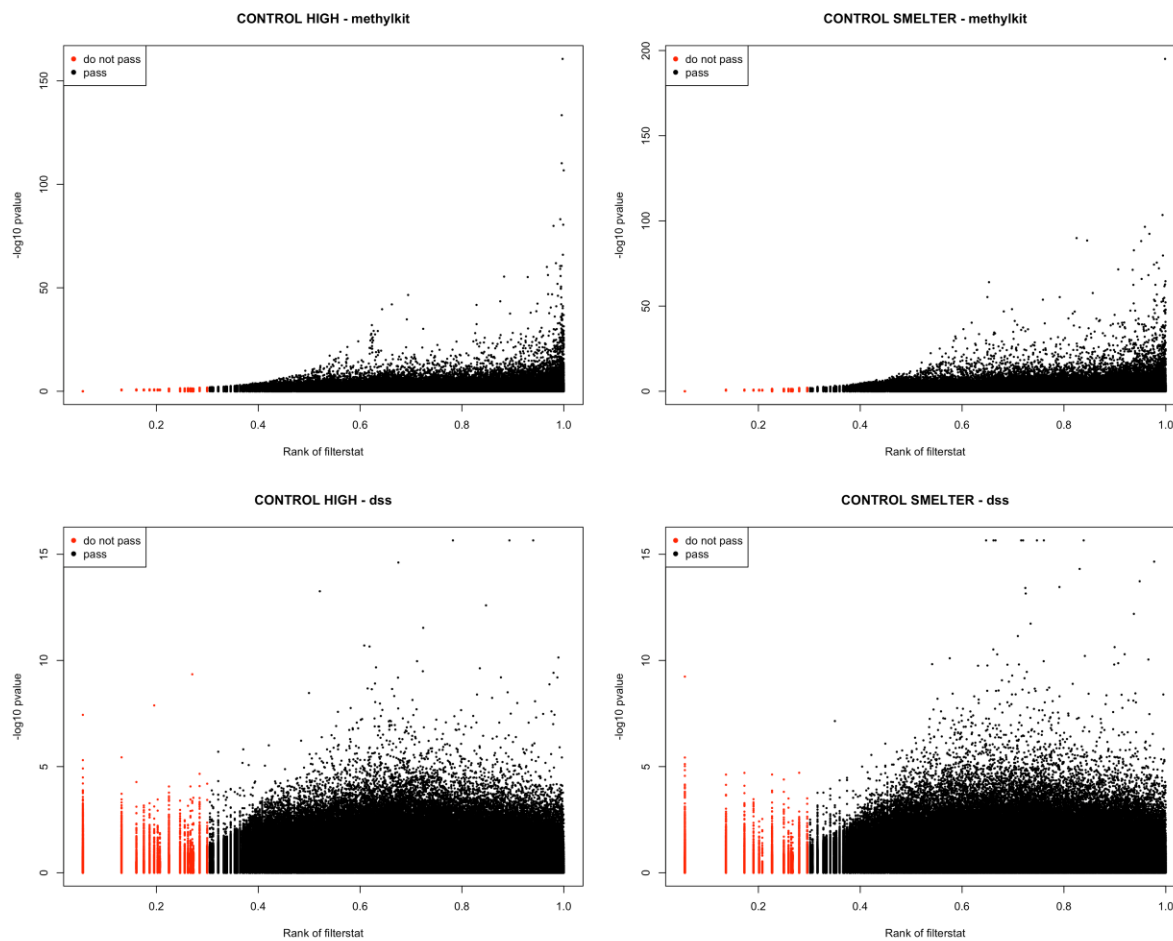 CONTROL HIGH - methylkit
do not pass
pass
-log10 pvalue
150
100
50
0
0.2 0.4 0.6 0.8 1.0
Rank of filterstat
CONTROL SMELTER - methylkit
do not pass
pass
-log10 pvalue
200
150
100
50
0
0.2 0.4 0.6 0.8 1.0
Rank of filterstat
CONTROL HIGH - dss
do not pass
pass
-log10 pvalue
15
10
5
0
0.2 0.4 0.6 0.8 1.0
Rank of filterstat
CONTROL SMELTER - dss
do not pass
pass
-log10 pvalue
15
10
5
0
0.2 0.4 0.6 0.8 1.0
Rank of filterstat